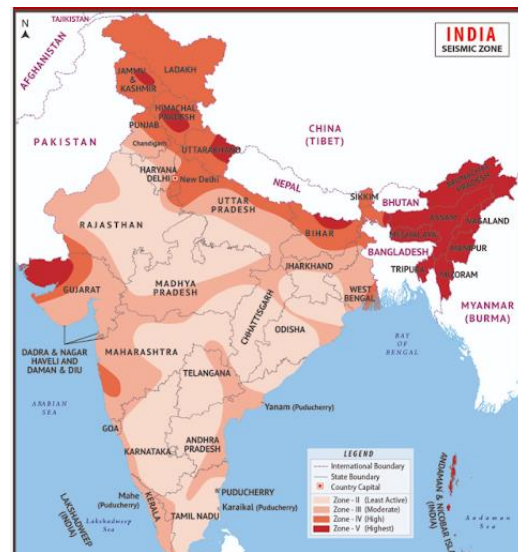 N
TAJIKISTAN
INDIA
SEISMIC ZONE
AFGHANISTAN
LADAKH
JAMMU
&
KASHMIR
HIMACHAL
PRADESH
PUNJAB
Chandigarh
UTTARAKHAND
PAKISTAN
CHINA
(TIBET)
HARYANA
DELHI
New Delhi
NEPAL
SIKKIM
BHUTAN
ARUNACHAL
PRADESH
UTTAR
PRADESH
RAJASTHAN
BIHAR
ASSAM
NAGALAND
MEGHALAYA
MANIPUR
BANGLADESH
JHARKHAND
TRIPURA
MIZORAM
WEST
BENGAL
GUJARAT
MADHYA
PRADESH
CHHATTISGARH
ODISHA
MYANMAR
(BURMA)
DADRA & NAGAR
HAVELI AND
DAMAN & DIU
MAHARASHTRA
BAY
OF
BENGAL
TELANGANA
ARABIAN
SEA
Yanam (Puducherry)
GOA
ANDHRA
PRADESH
KARNATAKA
LEGEND
International Boundary
State Boundary
Country Capital
Zone - II (Least Active)
Zone - III (Moderate)
Zone - IV (High)
Zone - V (Highest)
PUDUCHERRY
Karaikal (Puducherry)
Mahe
(Puducherry)
KERALA
TAMIL NADU
LAKSHADWEEP
(INDIA)
Lakshadweep
Sea
ANDAMAN & NICOBAR ISL
(INDIA)
Andaman
Sea